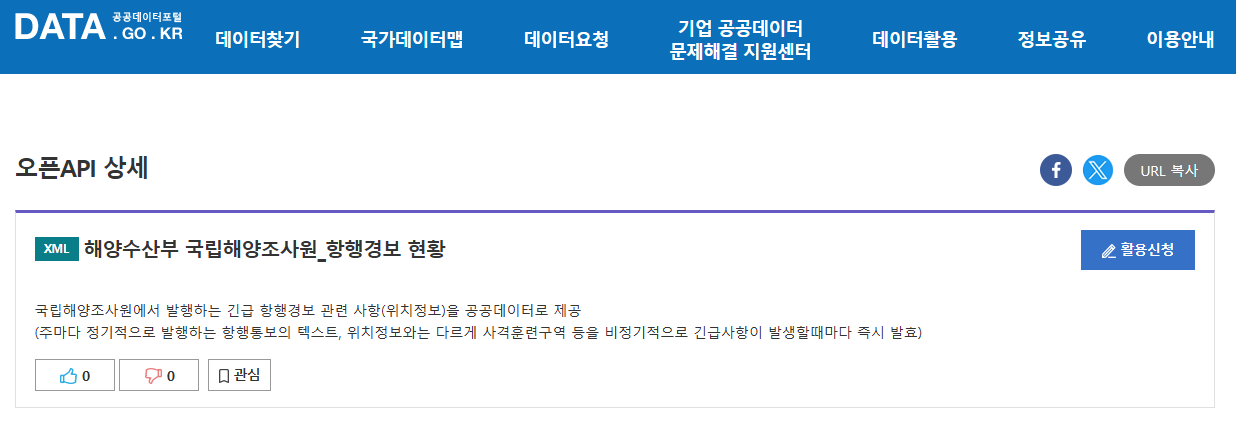 DATA 공공데이터포털
.GO.KR
데이터찾기
국가데이터맵
데이터요청
기업 공공데이터
문제해결 지원센터
데이터활용
정보공유
이용안내
오픈API 상세
URL 복사
XML 해양수산부 국립해양조사원_항행경보 현황
활용신청
국립해양조사원에서 발행하는 긴급 항행경보 관련 사항(위치정보)을 공공데이터로 제공
(주마다 정기적으로 발행하는 항행통보의 텍스트, 위치정보와는 다르게 사격훈련구역 등을 비정기적으로 긴급사항이 발생할때마다 즉시 발효)
0
0
관심